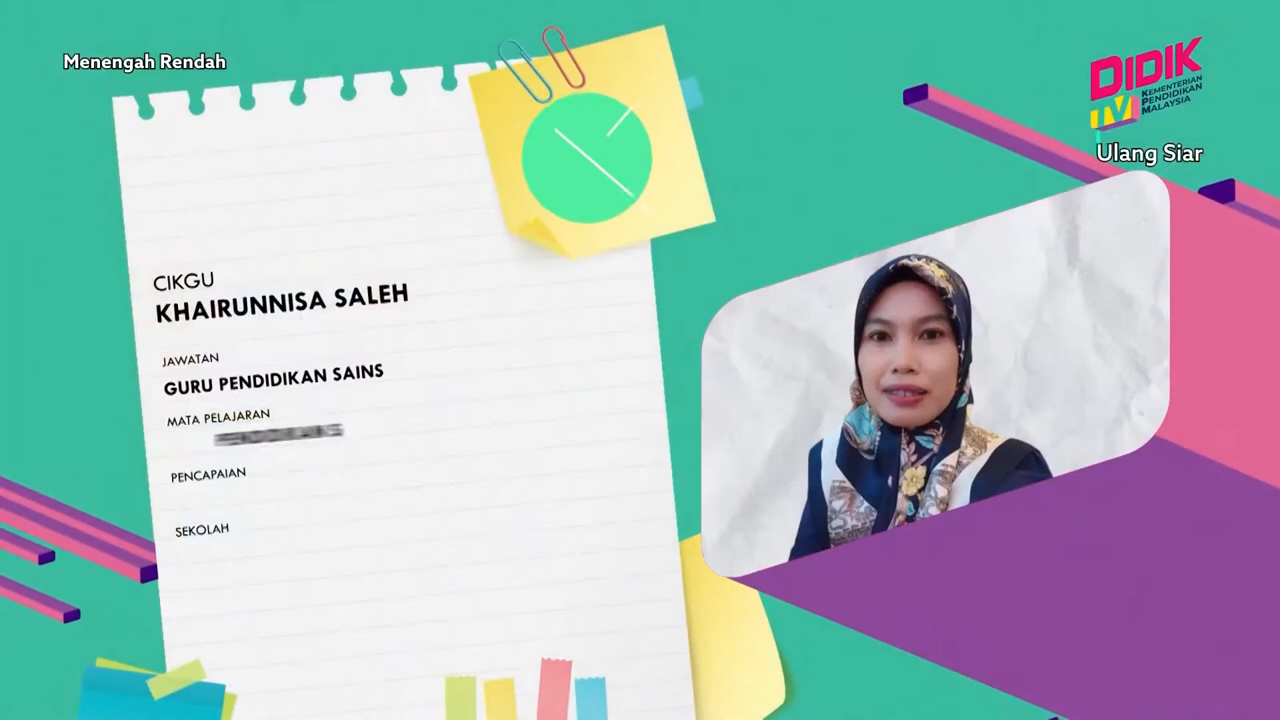 Menengah Rendah
DIDIK
TV
KEMENTERIAN
PENDIDIKAN
MALAYSIA
Ulang Siar
CIKGU
KHAIRUNNISA SALEH
JAWATAN
GURU PENDIDIKAN SAINS
MATA PELAJARAN
PENCAPAIAN
SEKOLAH